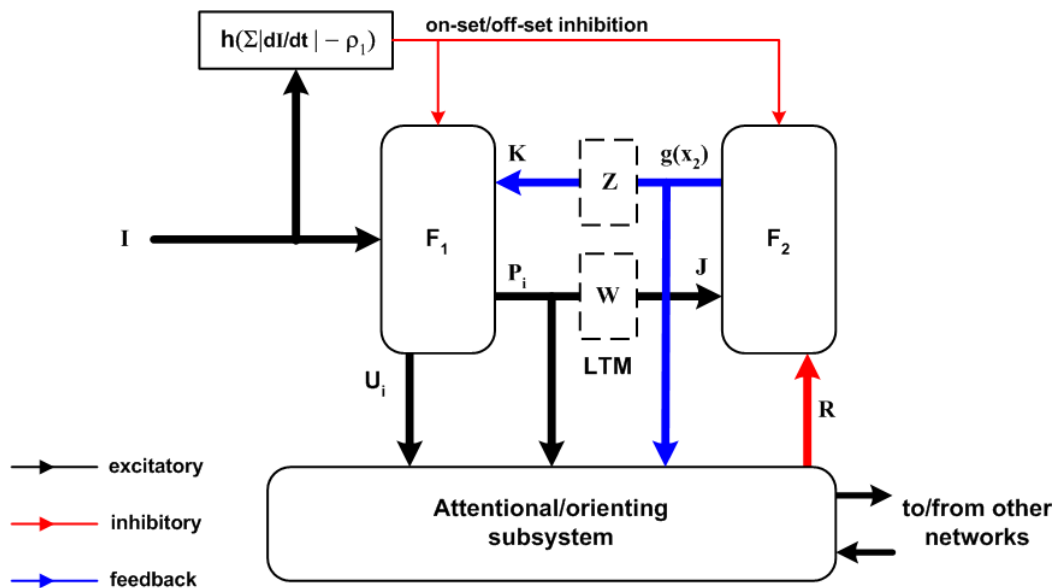 h(Σ|dI/dt | − ρ₁)
on-set/off-set inhibition
K
Z
g(x₂)
I
F₁
F₂
Pᵢ
W
J
LTM
Uᵢ
R
excitatory
inhibitory
feedback
Attentional/orienting
subsystem
to/from other
networks